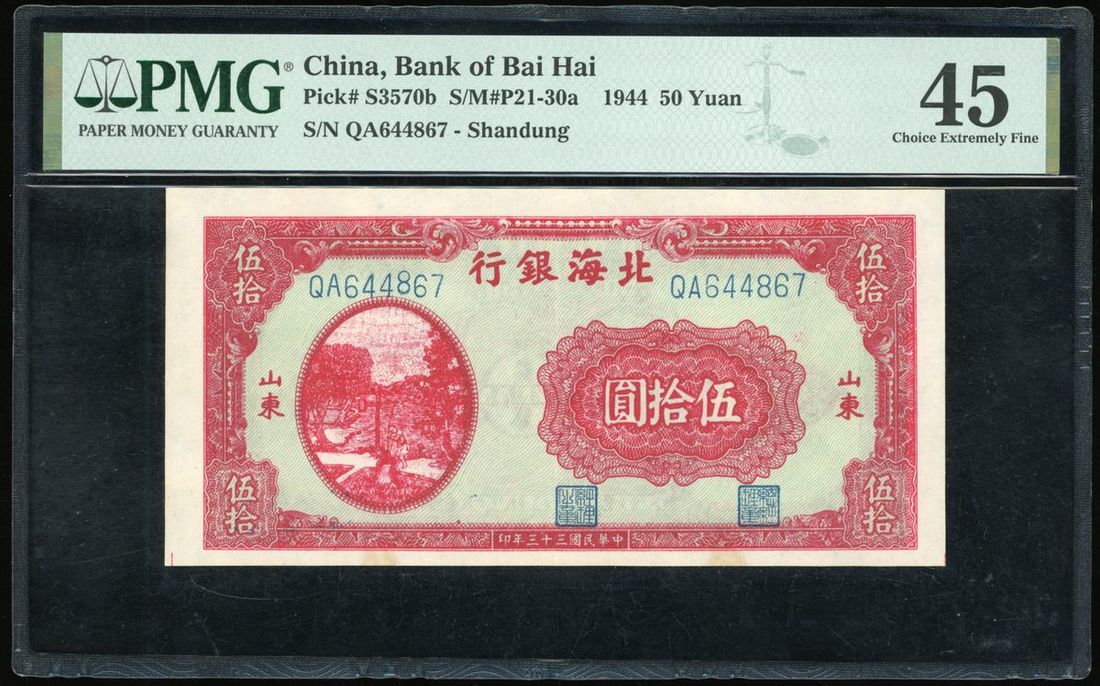 PMG®
PAPER MONEY GUARANTY
China, Bank of Bai Hai
Pick# S3570b S/M#P21-30a 1944 50 Yuan
S/N QA644867 - Shandung
45
Choice Extremely Fine
行銀海北
伍拾
伍拾
QA644867
QA644867
山東
山東
圓拾伍
伍拾
伍拾
印年三十三國民華中